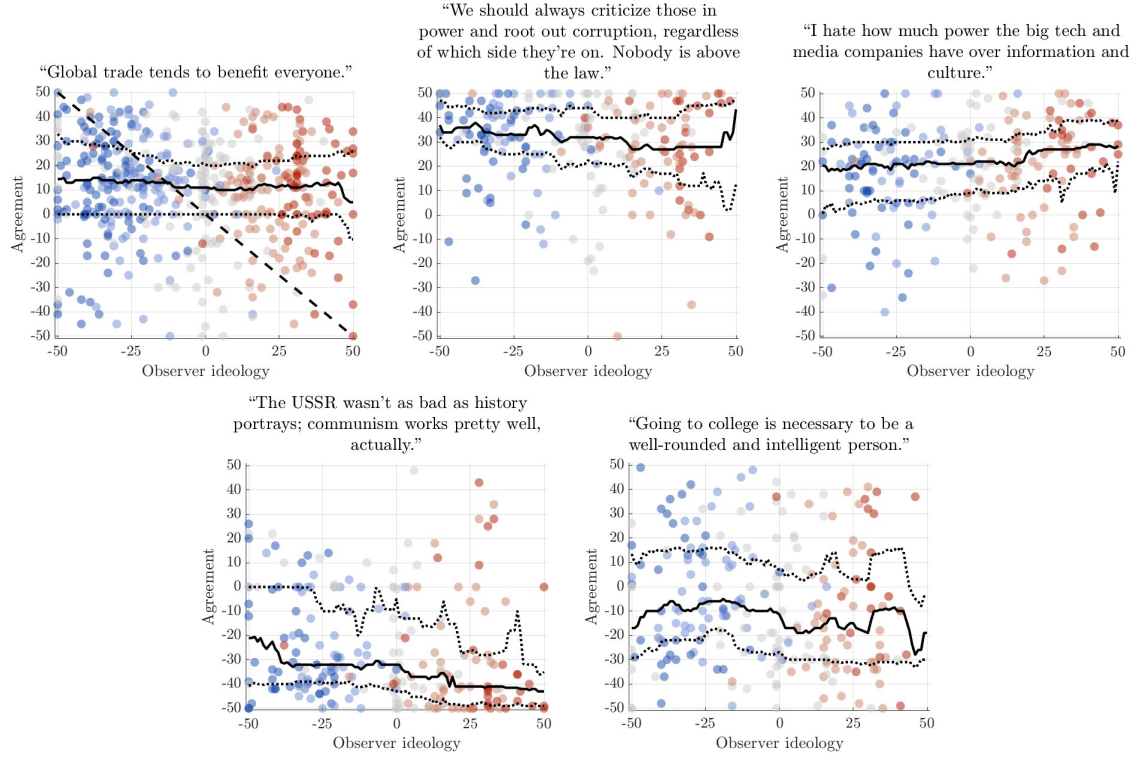 “Global trade tends to benefit everyone.”
50
40
30
20
10
0
-10
-20
-30
-40
-50
Agreement
-50 -25 0 25 50
Observer ideology
“We should always criticize those in
power and root out corruption, regardless
of which side they’re on. Nobody is above
the law.”
50
40
30
20
10
0
-10
-20
-30
-40
-50
Agreement
-50 -25 0 25 50
Observer ideology
“I hate how much power the big tech and
media companies have over information and
culture.”
50
40
30
20
10
0
-10
-20
-30
-40
-50
Agreement
-50 -25 0 25 50
Observer ideology
“The USSR wasn’t as bad as history
portrays; communism works pretty well,
actually.”
50
40
30
20
10
0
-10
-20
-30
-40
-50
Agreement
-50 -25 0 25 50
Observer ideology
“Going to college is necessary to be a
well-rounded and intelligent person.”
50
40
30
20
10
0
-10
-20
-30
-40
-50
Agreement
-50 -25 0 25 50
Observer ideology